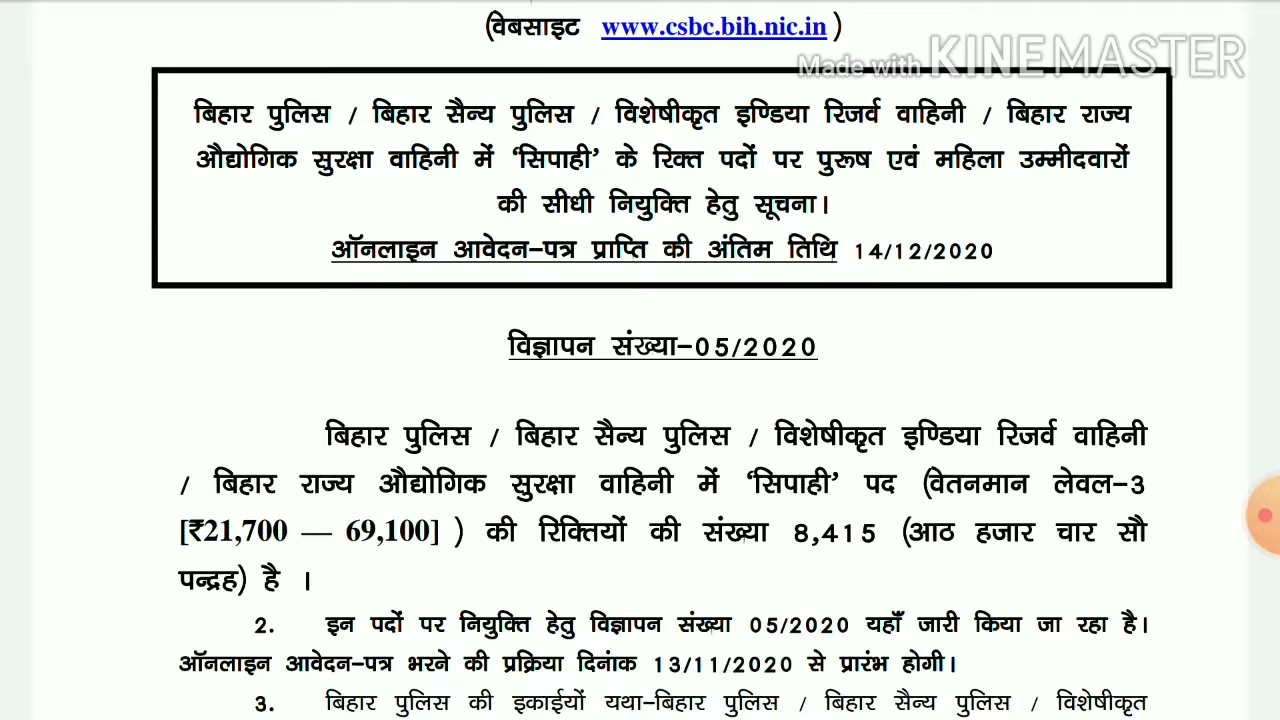 (वेबसाइट www.csbc.bih.nic.in )
Made with KINEMASTER
बिहार पुलिस / बिहार सैन्य पुलिस / विशेषीकृत इण्डिया रिजर्व वाहिनी / बिहार राज्य
औद्योगिक सुरक्षा वाहिनी में ‘सिपाही’ के रिक्त पदों पर पुरूष एवं महिला उम्मीदवारों
की सीधी नियुक्ति हेतु सूचना।
ऑनलाइन आवेदन–पत्र प्राप्ति की अंतिम तिथि 14/12/2020
विज्ञापन संख्या–05/2020
बिहार पुलिस / बिहार सैन्य पुलिस / विशेषीकृत इण्डिया रिजर्व वाहिनी
/ बिहार राज्य औद्योगिक सुरक्षा वाहिनी में ‘सिपाही’ पद (वेतनमान लेवल–3
[₹21,700 — 69,100] ) की रिक्तियों की संख्या 8,415 (आठ हजार चार सौ
पन्द्रह) है ।
2. इन पदों पर नियुक्ति हेतु विज्ञापन संख्या 05/2020 यहाँ जारी किया जा रहा है।
ऑनलाइन आवेदन–पत्र भरने की प्रक्रिया दिनांक 13/11/2020 से प्रारंभ होगी।
3. बिहार पुलिस की इकाईयों यथा–बिहार पुलिस / बिहार सैन्य पुलिस / विशेषीकृत